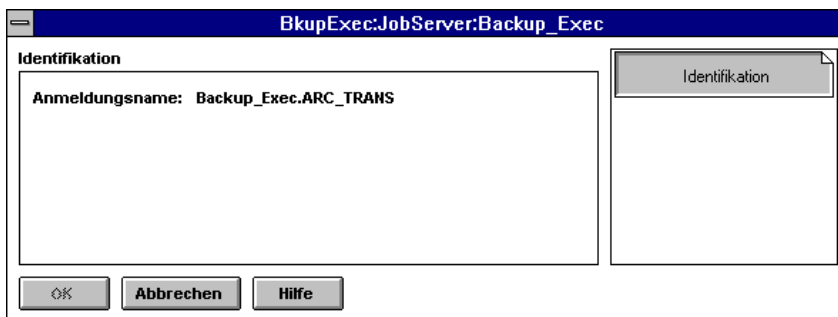 BkupExec:JobServer:Backup_Exec
Identifikation
Anmeldungsname: Backup_Exec.ARC_TRANS
Identifikation
OK Abbrechen Hilfe